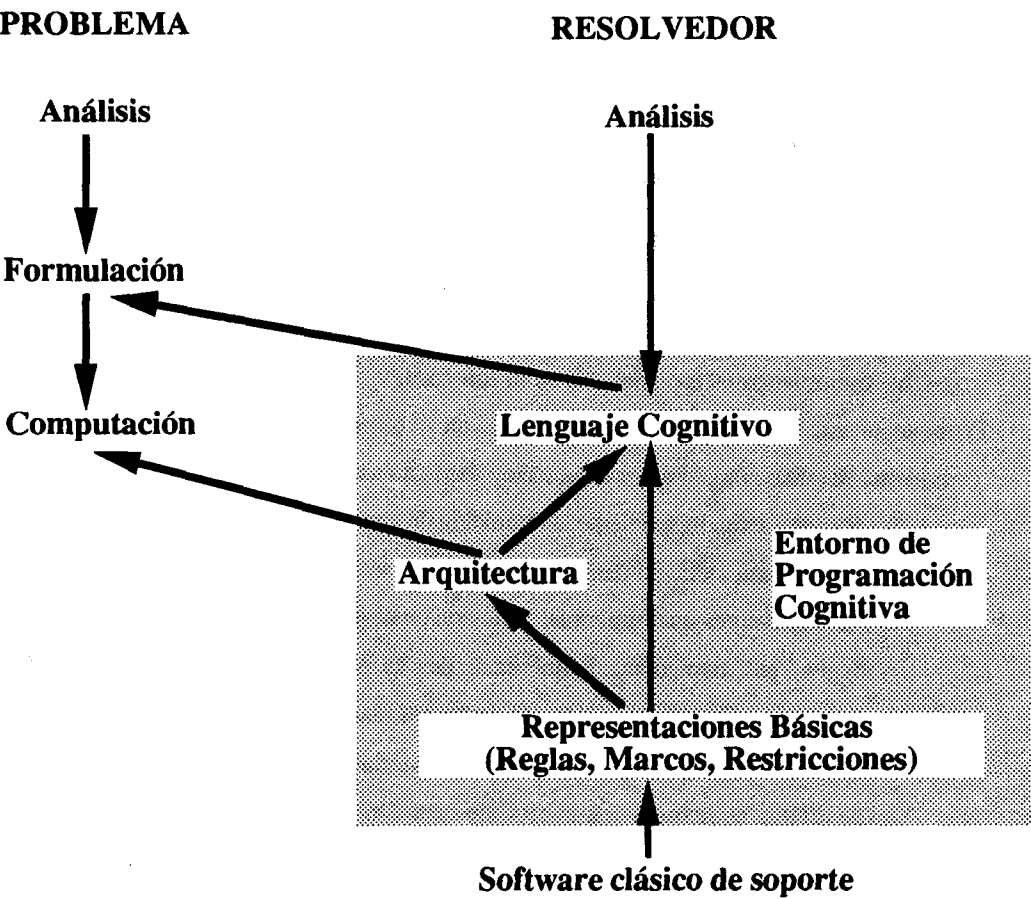 PROBLEMA
RESOLVEDOR
Análisis
Análisis
Formulación
Computación
Lenguaje Cognitivo
Arquitectura
Entorno de
Programación
Cognitiva
Representaciones Básicas
(Reglas, Marcos, Restricciones)
Software clásico de soporte